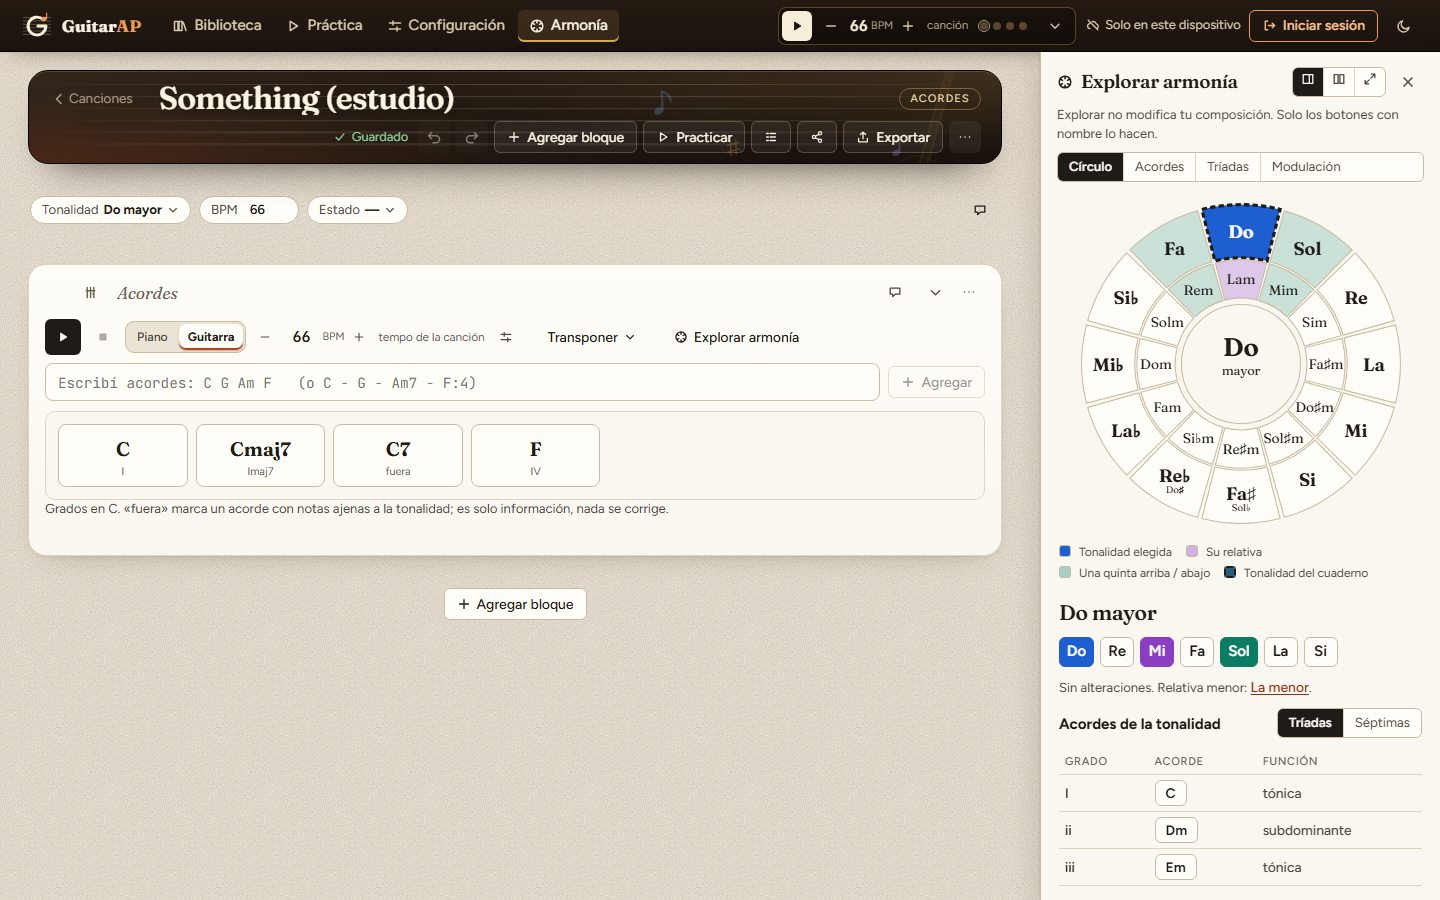 GuitarAP
Biblioteca
Práctica
Configuración
Armonía
66 BPM
canción
Solo en este dispositivo
Iniciar sesión
Canciones
Something (estudio)
ACORDES
Guardado
Agregar bloque
Practicar
Exportar
Tonalidad Do mayor
BPM 66
Estado —
Acordes
Piano
Guitarra
66 BPM
tempo de la canción
Transponer
Explorar armonía
Escribí acordes: C G Am F (o C - G - Am7 - F:4)
+ Agregar
C
I
Cmaj7
Imaj7
C7
fuera
F
IV
Grados en C. «fuera» marca un acorde con notas ajenas a la tonalidad; es solo información, nada se corrige.
+ Agregar bloque
Explorar armonía
Explorar no modifica tu composición. Solo los botones con
nombre lo hacen.
Círculo
Acordes
Tríadas
Modulación
Do
Sol
Re
La
Mi
Si
Fa♯
Sol♭
Re♭
Do♯
La♭
Mi♭
Si♭
Fa
Lam
Mim
Sim
Fa♯m
Do♯m
Sol♯m
Re♯m
Si♭m
Fam
Dom
Solm
Rem
Do
mayor
Tonalidad elegida
Su relativa
Una quinta arriba / abajo
Tonalidad del cuaderno
Do mayor
Do Re Mi Fa Sol La Si
Sin alteraciones. Relativa menor: La menor.
Acordes de la tonalidad
Tríadas
Séptimas
GRADO ACORDE FUNCIÓN
I C tónica
ii Dm subdominante
iii Em tónica